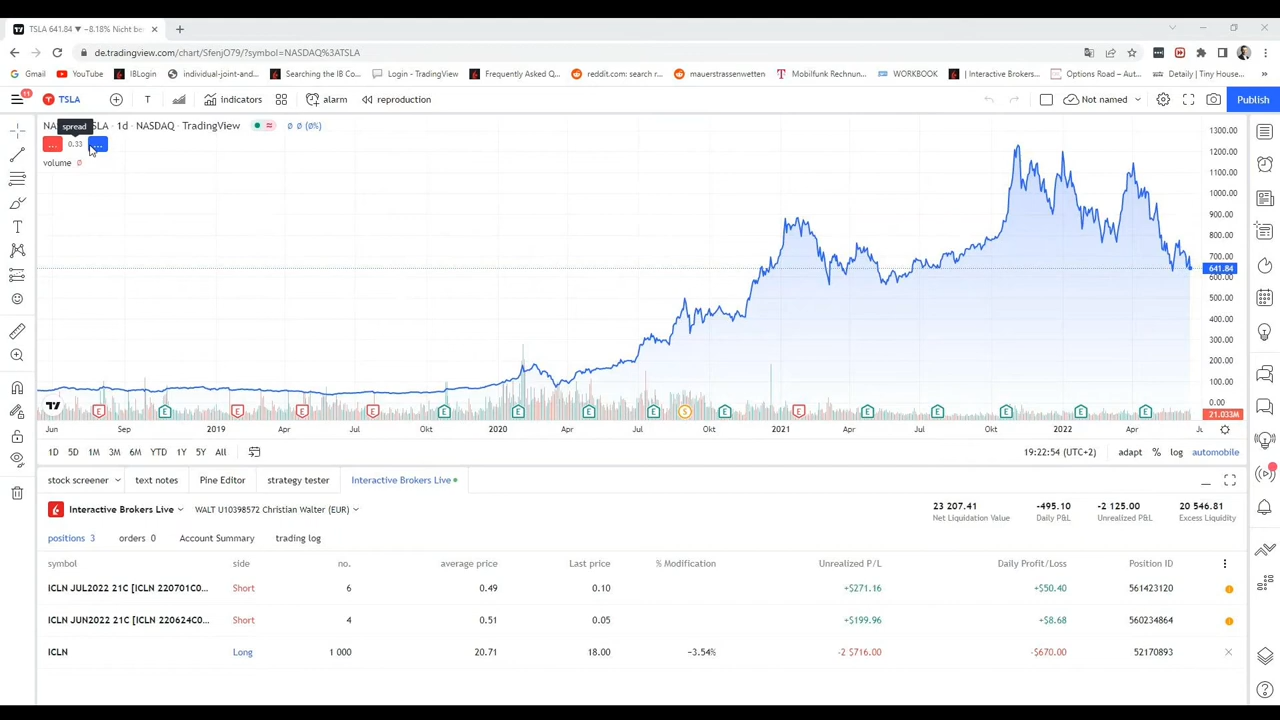 TSLA 641.84 ▼ −8.18% Nicht be
de.tradingview.com/chart/SfenjO79/?symbol=NASDAQ%3ATSLA
Gmail YouTube IBLogin individual-joint-and... Searching the IB Co... Login - TradingView Frequently Asked Q... reddit.com: search r... mauerstrassenwetten Mobilfunk Rechnun... WORKBOOK | Interactive Brokers... Options Road – Aut... Detaily | Tiny House... »
11 TSLA T indicators alarm reproduction Not named Publish
LSA · 1d · NASDAQ · TradingView ∅ ∅ (0%)
spread
... 0.33 ...
volume ∅
1300.00
1200.00
1100.00
1000.00
900.00
800.00
700.00
641.84
600.00
500.00
400.00
300.00
200.00
100.00
0.00
21.033M
E E E E E E E E E S E E E E E E E
Jun Sep 2019 Apr Jul Okt 2020 Apr Jul Okt 2021 Apr Jul Okt 2022 Apr
1D 5D 1M 3M 6M YTD 1Y 5Y All 19:22:54 (UTC+2) adapt % log automobile
stock screener text notes Pine Editor strategy tester Interactive Brokers Live
Interactive Brokers Live WALT U10398572 Christian Walter (EUR)
23 207.41 -495.10 -2 125.00 20 546.81
Net Liquidation Value Daily P&L Unrealized P&L Excess Liquidity
positions 3 orders 0 Account Summary trading log
symbol side no. average price Last price % Modification Unrealized P/L Daily Profit/Loss Position ID
ICLN JUL2022 21C [ICLN 220701C0... Short 6 0.49 0.10 +$271.16 +$50.40 561423120
ICLN JUN2022 21C [ICLN 220624C0... Short 4 0.51 0.05 +$199.96 +$8.68 560234864
ICLN Long 1 000 20.71 18.00 −3.54% -2 $716.00 -$670.00 52170893